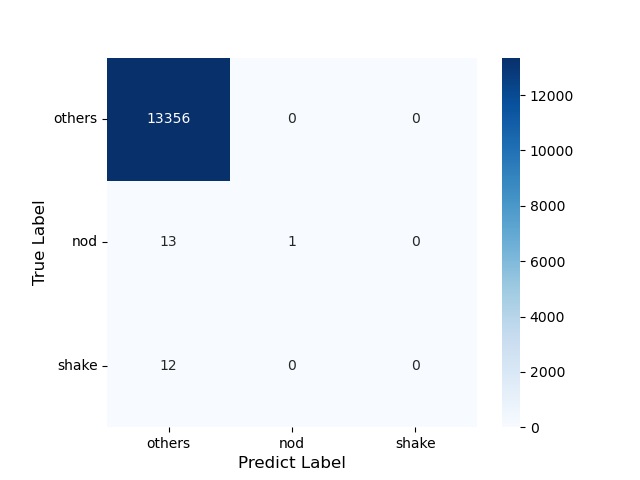 others 13356 0 0
nod 13 1 0
shake 12 0 0
others nod shake
Predict Label
True Label
12000
10000
8000
6000
4000
2000
0